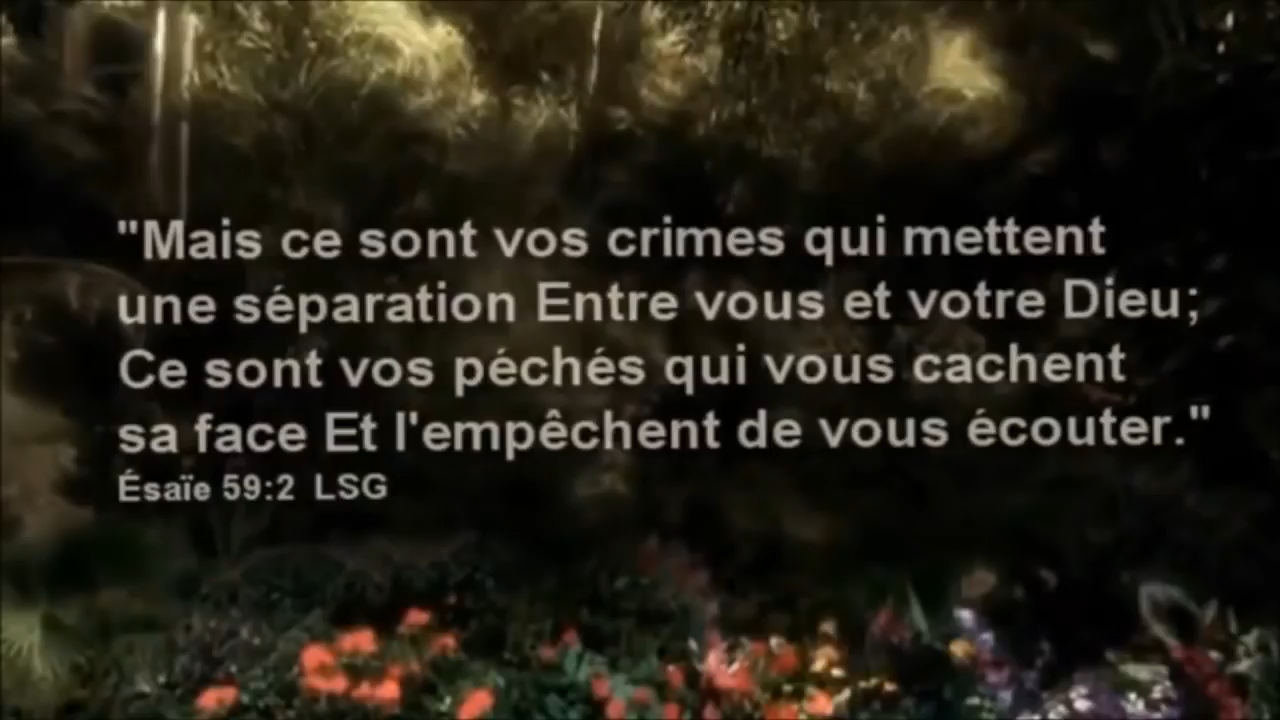 "Mais ce sont vos crimes qui mettent
une séparation Entre vous et votre Dieu;
Ce sont vos péchés qui vous cachent
sa face Et l'empêchent de vous écouter."
Ésaïe 59:2 LSG